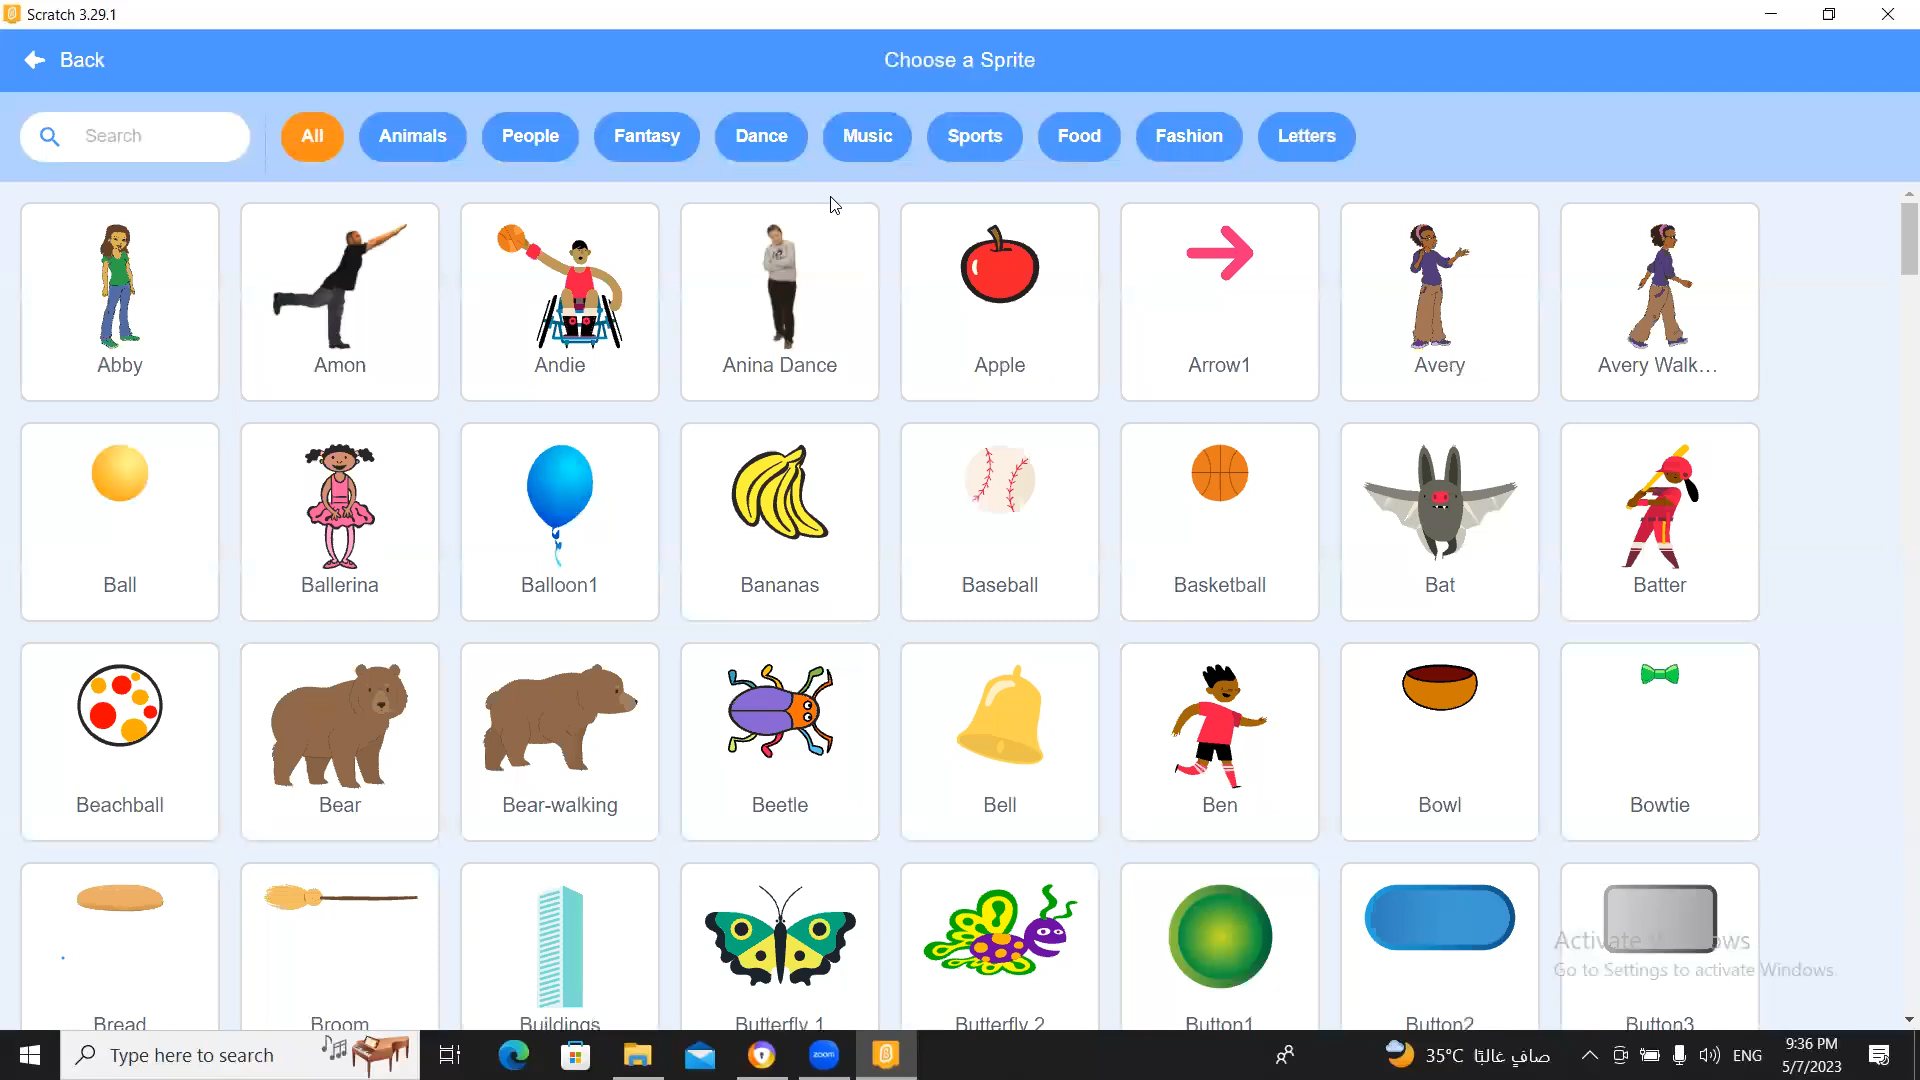 Scratch 3.29.1
Back
Choose a Sprite
Search
All
Animals
People
Fantasy
Dance
Music
Sports
Food
Fashion
Letters
Abby
Amon
Andie
Anina Dance
Apple
Arrow1
Avery
Avery Walk...
Ball
Ballerina
Balloon1
Bananas
Baseball
Basketball
Bat
Batter
Beachball
Bear
Bear-walking
Beetle
Bell
Ben
Bowl
Bowtie
Bread
Broom
Buildings
Butterfly 1
Butterfly 2
Button1
Button2
Button3
Activate Windows
Go to Settings to activate Windows.
Type here to search
zoom
35°C صافٍ غالبًا
ENG
9:36 PM
5/7/2023